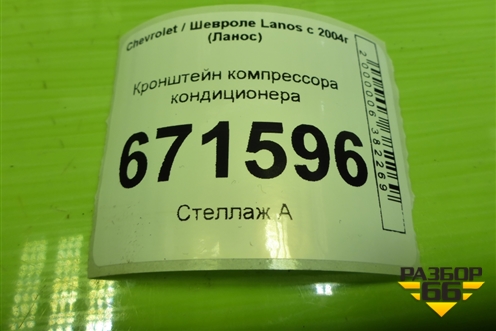 Chevrolet / Шевроле Lanos с 2004г
(Ланос)
Кронштейн компрессора
кондиционера
671596
Стеллаж А
2000006382269
РАЗБОР
66